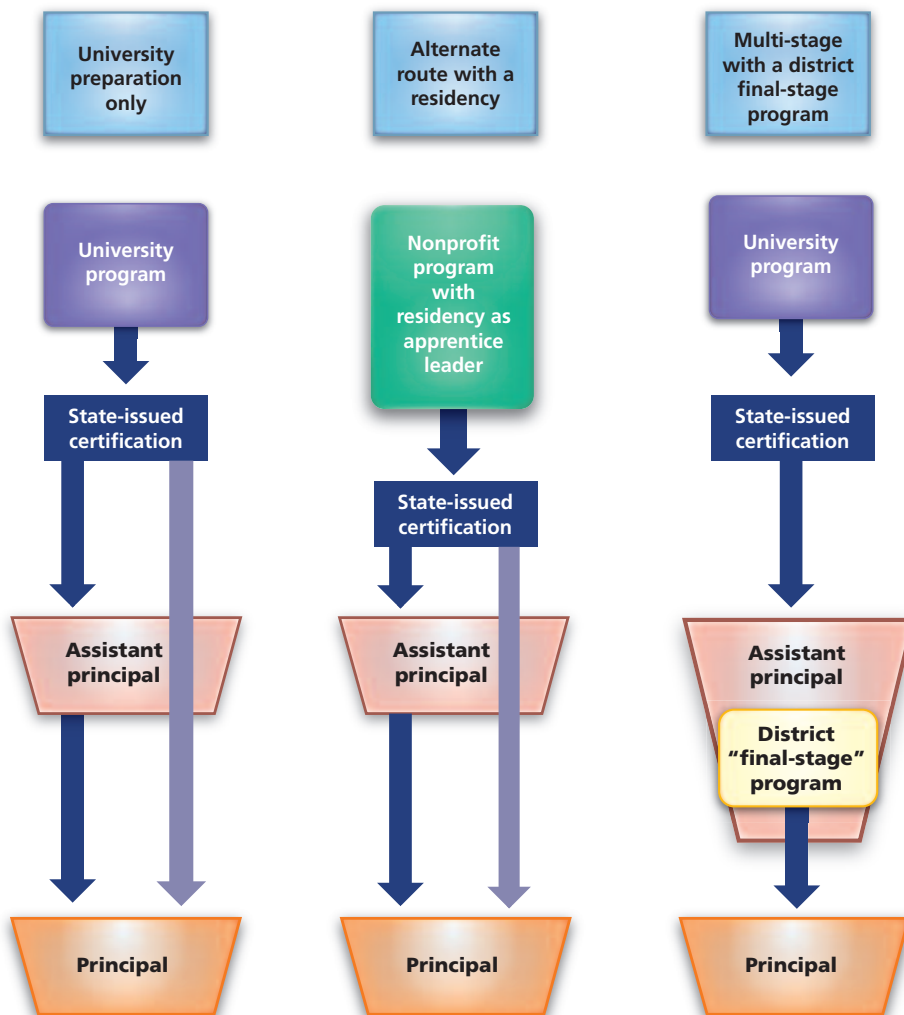 University
preparation
only
Alternate
route with a
residency
Multi-stage
with a district
final-stage
program
University
program
Nonprofit
program
with
residency as
apprentice
leader
University
program
State-issued
certification
State-issued
certification
State-issued
certification
Assistant
principal
Assistant
principal
Assistant
principal
District
“final-stage”
program
Principal
Principal
Principal